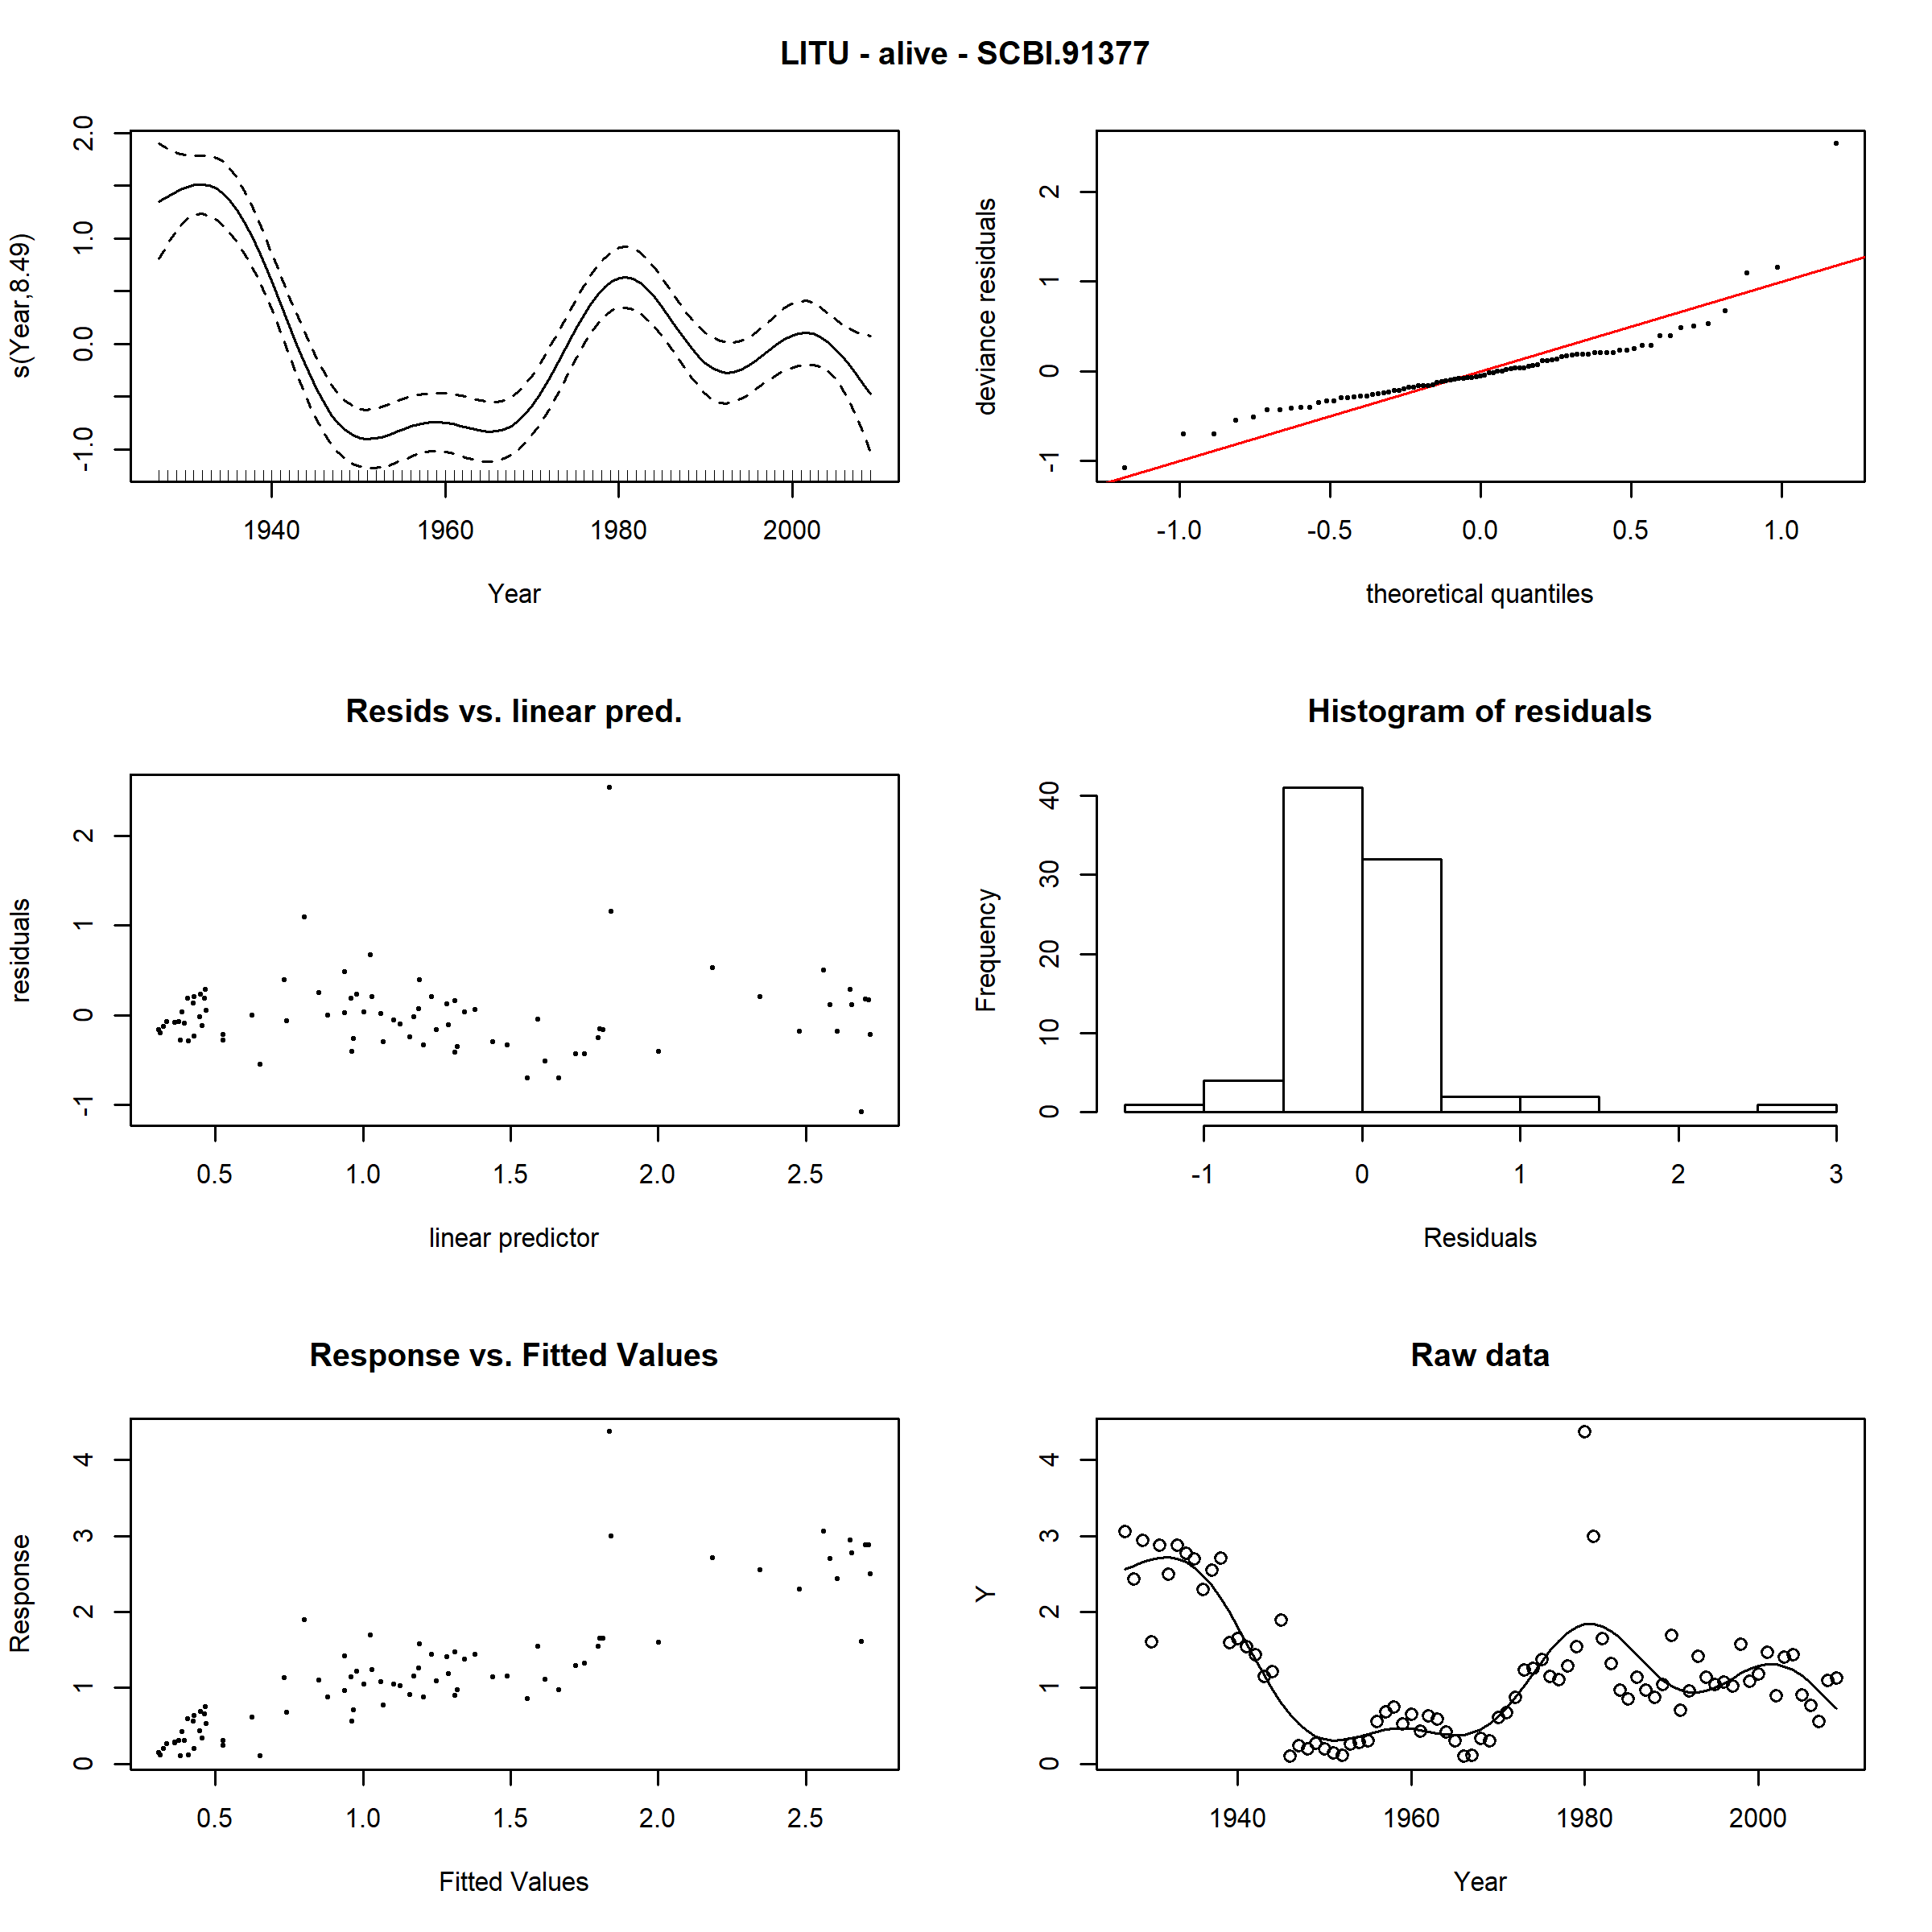 LITU - alive - SCBI.91377
s(Year,8.49)
-1.0 0.0 1.0 2.0
1940 1960 1980 2000
Year
deviance residuals
-1 0 1 2
-1.0 -0.5 0.0 0.5 1.0
theoretical quantiles
Resids vs. linear pred.
residuals
-1 0 1 2
0.5 1.0 1.5 2.0 2.5
linear predictor
Histogram of residuals
Frequency
0 10 20 30 40
-1 0 1 2 3
Residuals
Response vs. Fitted Values
Response
0 1 2 3 4
0.5 1.0 1.5 2.0 2.5
Fitted Values
Raw data
Y
0 1 2 3 4
1940 1960 1980 2000
Year